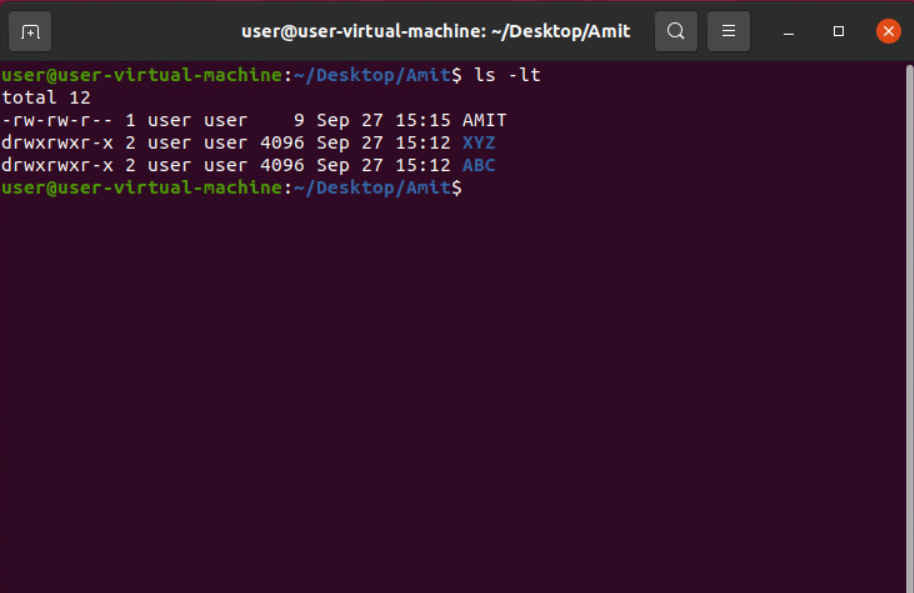 user@user-virtual-machine: ~/Desktop/Amit
user@user-virtual-machine:~/Desktop/Amit$ ls -lt
total 12
-rw-rw-r-- 1 user user    9 Sep 27 15:15 AMIT
drwxrwxr-x 2 user user 4096 Sep 27 15:12 XYZ
drwxrwxr-x 2 user user 4096 Sep 27 15:12 ABC
user@user-virtual-machine:~/Desktop/Amit$